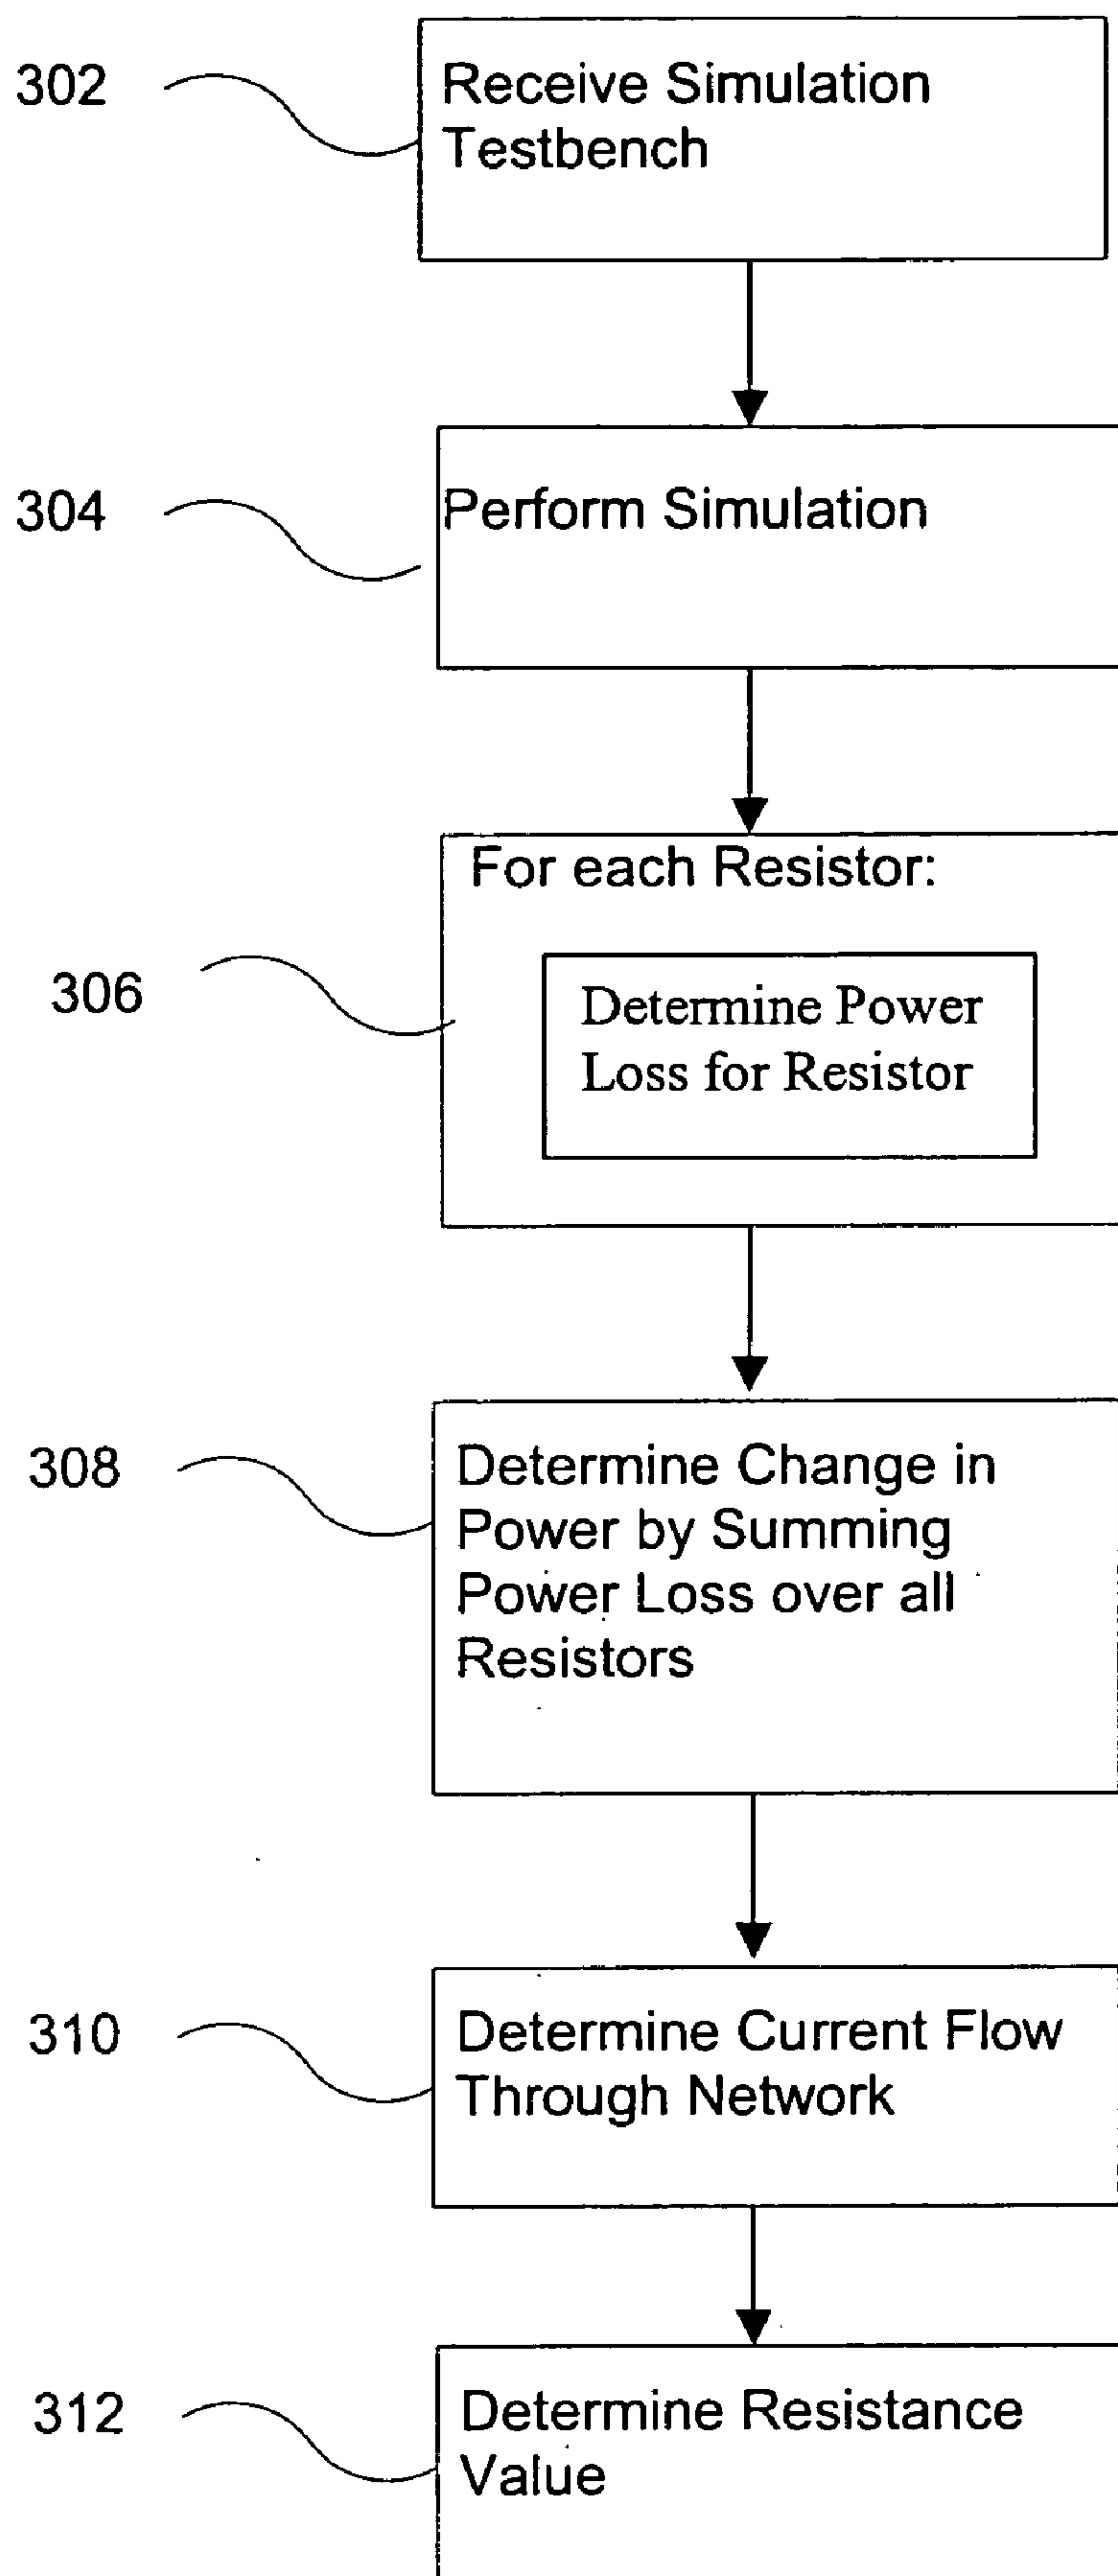 302
Receive Simulation
Testbench
304
Perform Simulation
For each Resistor:
306
Determine Power
Loss for Resistor
308
Determine Change in
Power by Summing
Power Loss over all
Resistors
310
Determine Current Flow
Through Network
312
Determine Resistance
Value